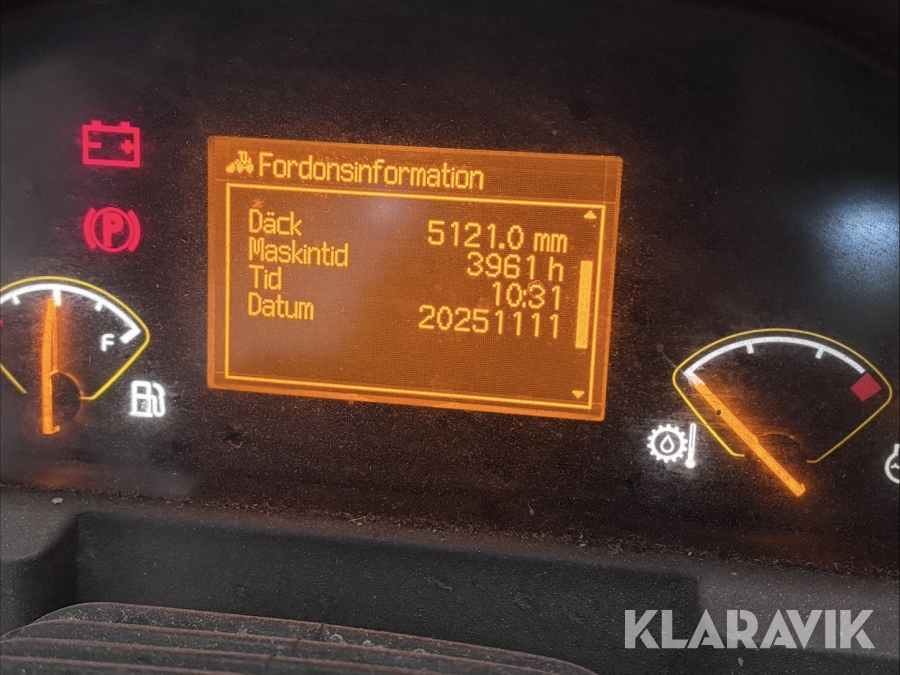 Fordonsinformation
Däck 5121.0 mm
Maskintid 3961 h
Tid 10:31
Datum 20251111
P
F
KLARAVIK